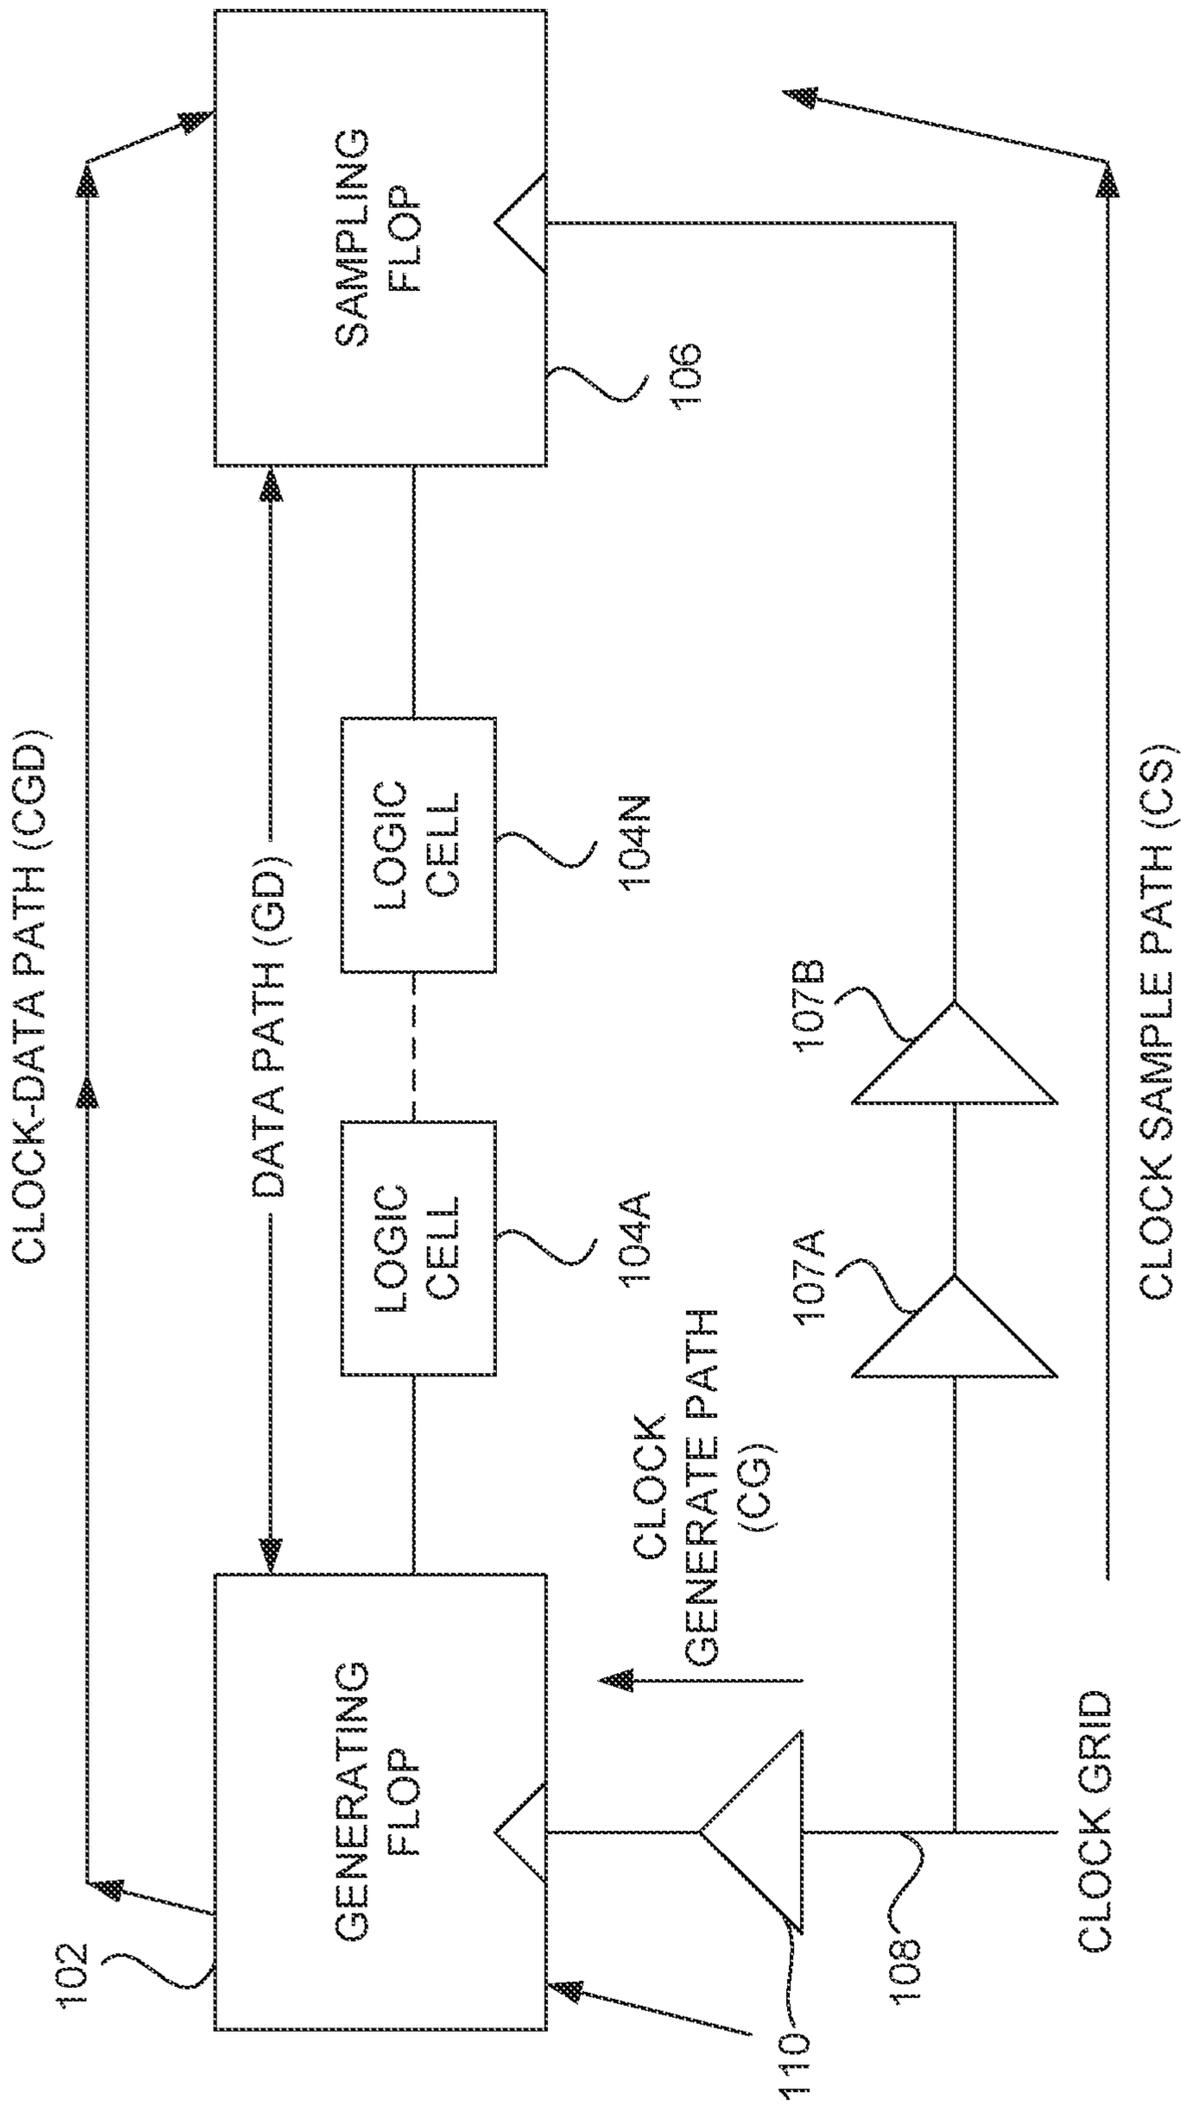 CLOCK-DATA PATH (CGD)
102
GENERATING
FLOP
DATA PATH (GD)
LOGIC
CELL
104A
LOGIC
CELL
104N
SAMPLING
FLOP
106
CLOCK
GENERATE PATH
(CG)
110
107A
107B
108
CLOCK GRID
CLOCK SAMPLE PATH (CS)